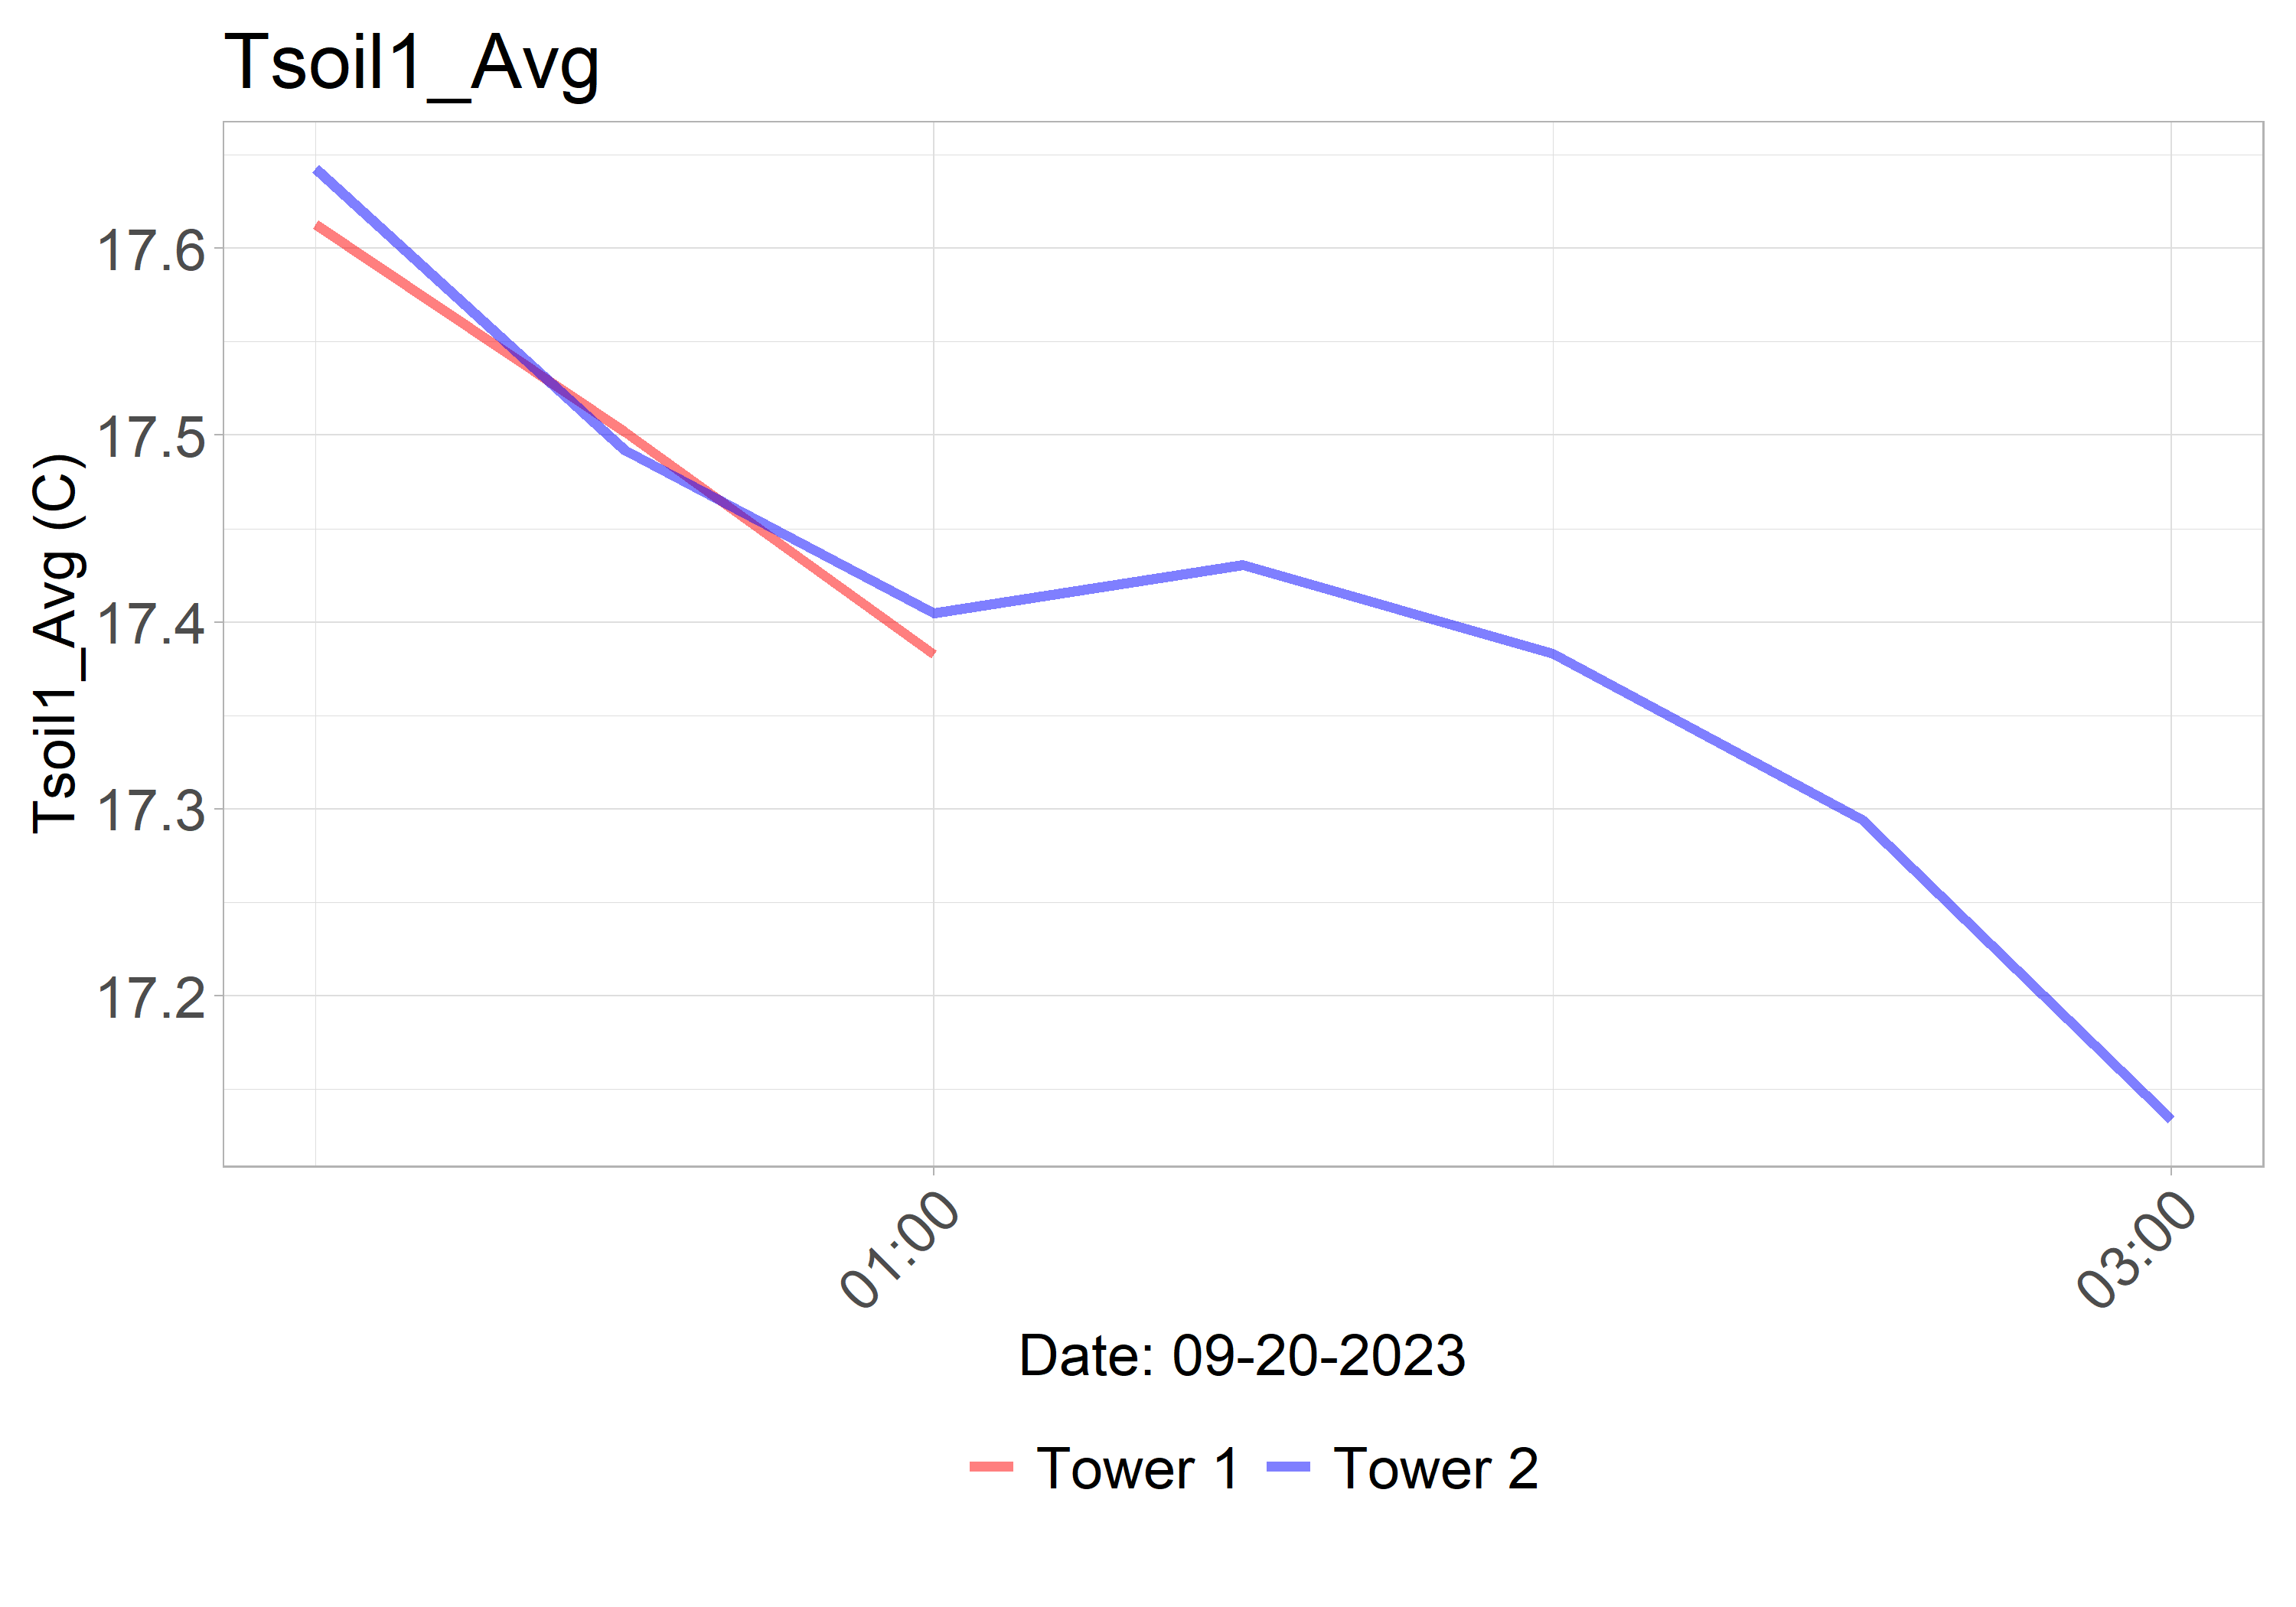 Tsoil1_Avg
Tsoil1_Avg (C)
17.6
17.5
17.4
17.3
17.2
01:00
03:00
Date: 09-20-2023
Tower 1
Tower 2